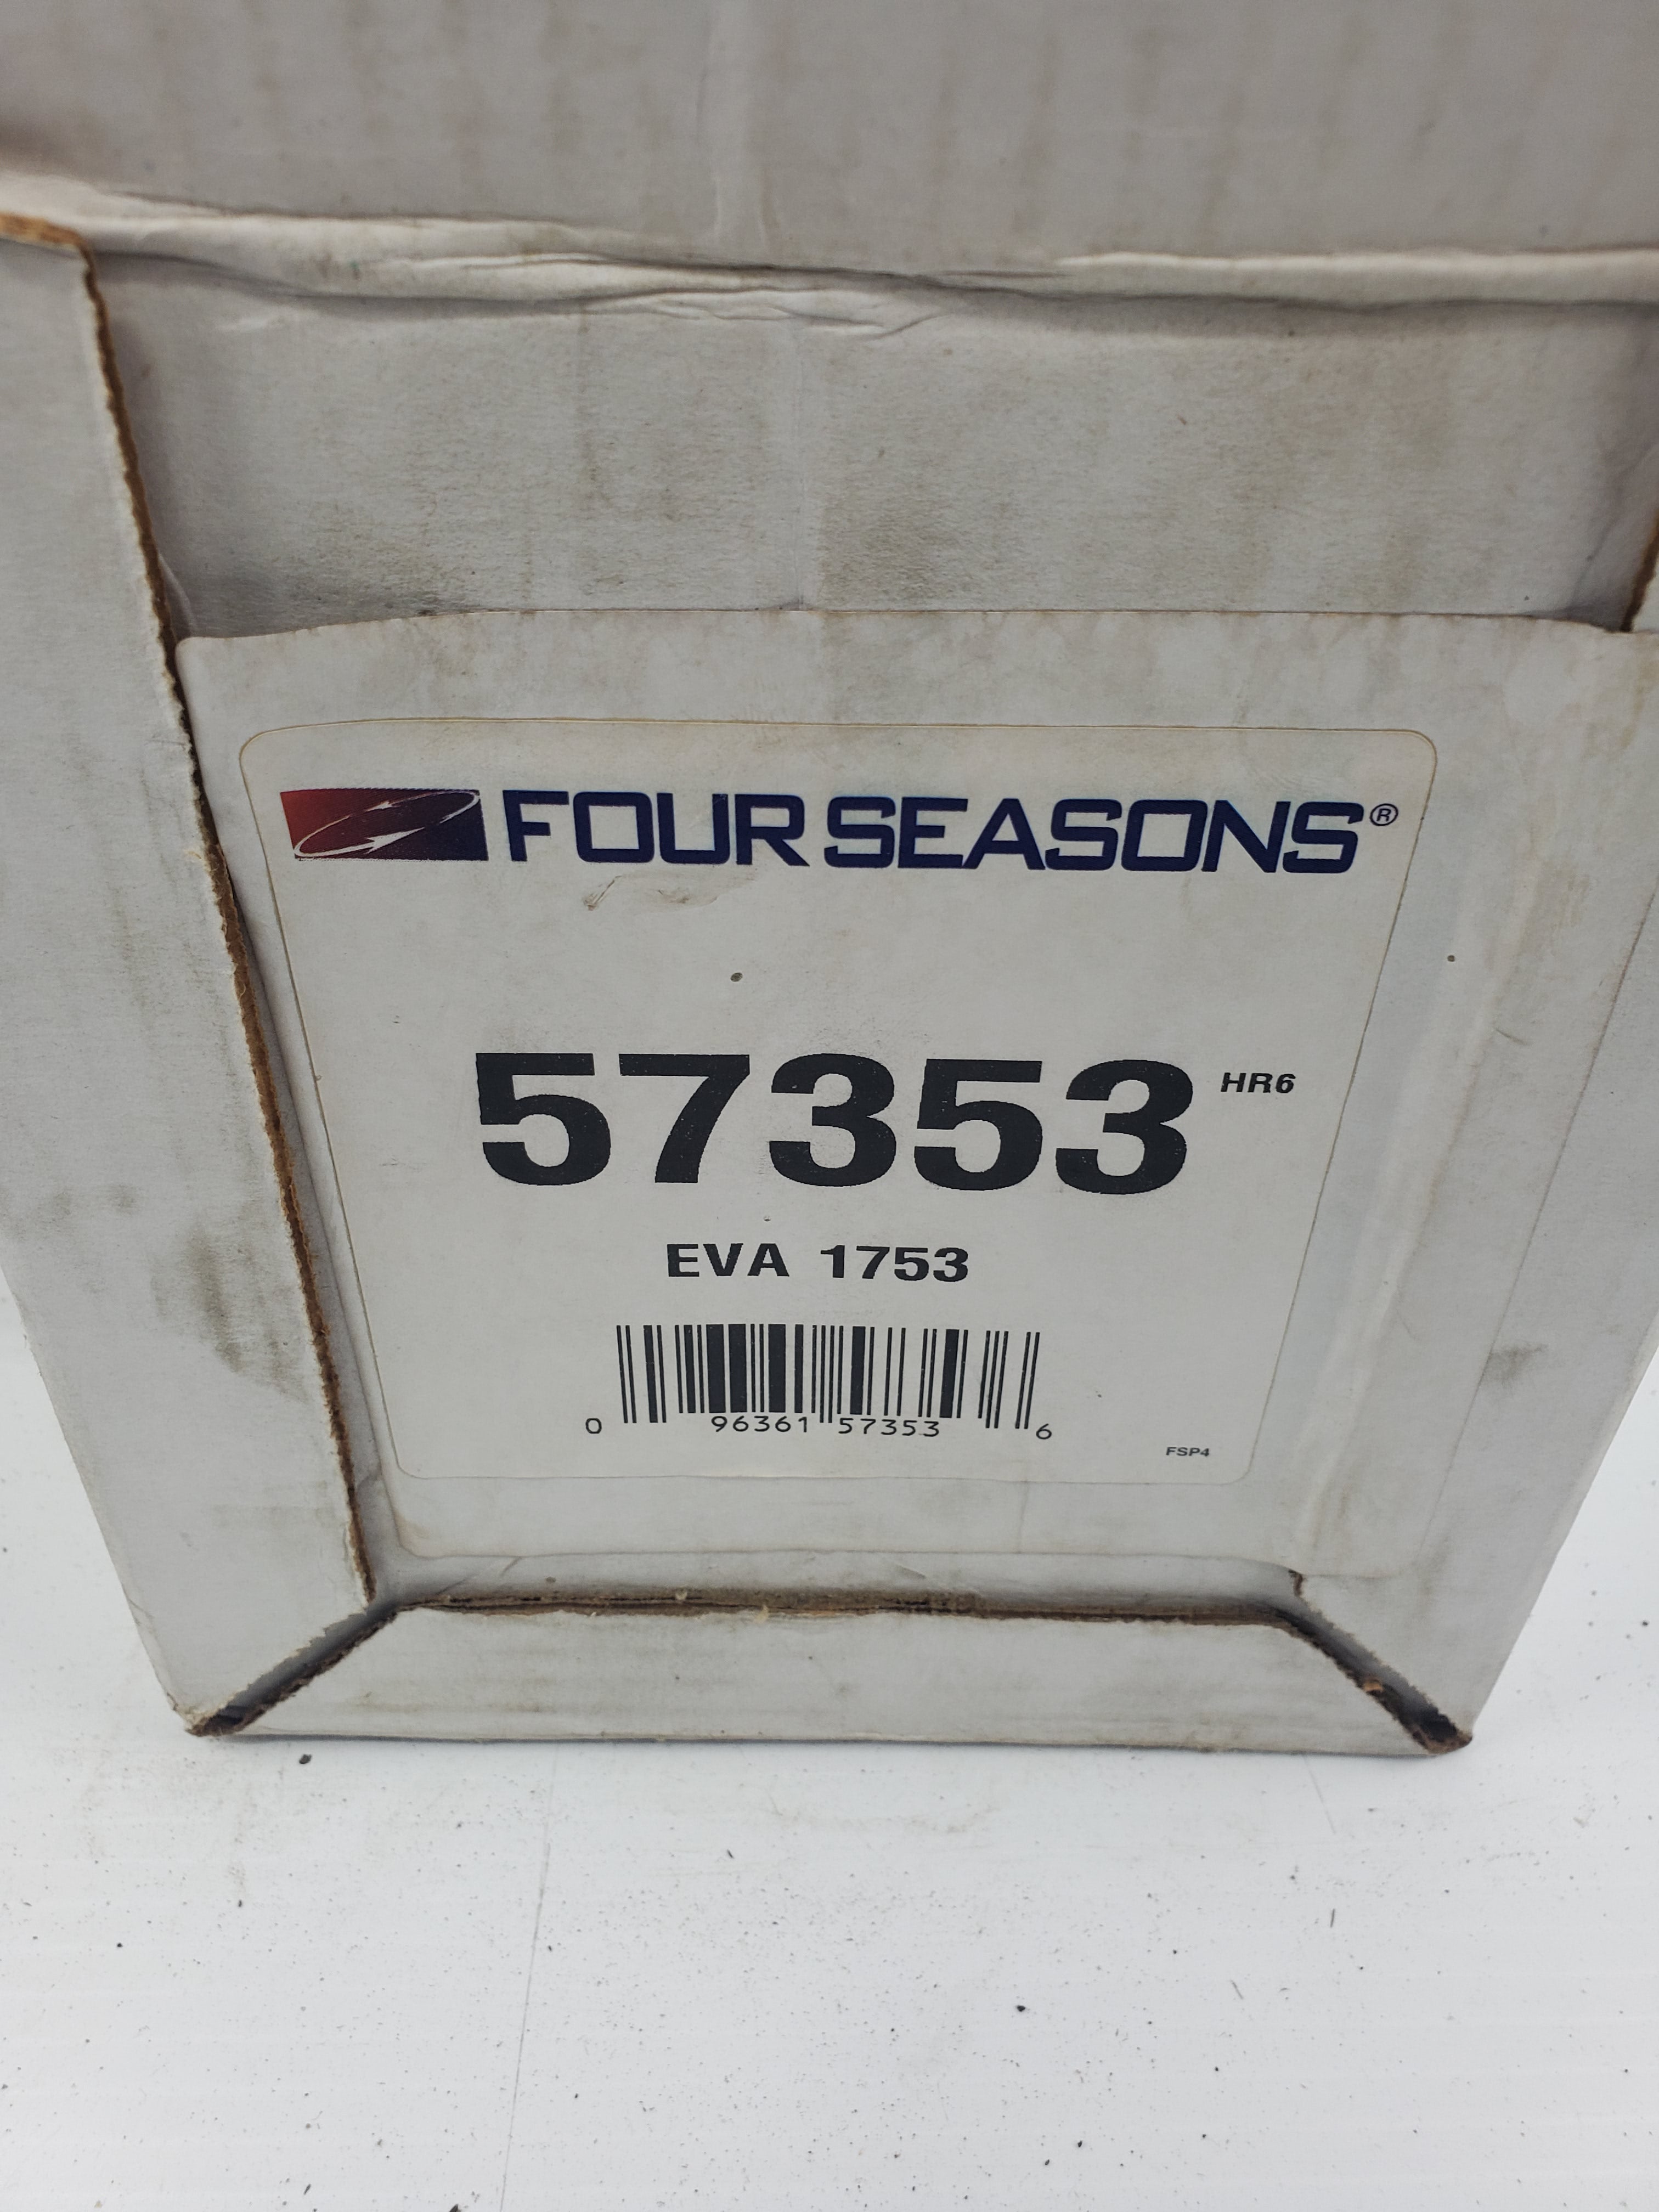 FOUR SEASONS®
57353 HR6
EVA 1753
0 96361 57353 6
FSP4